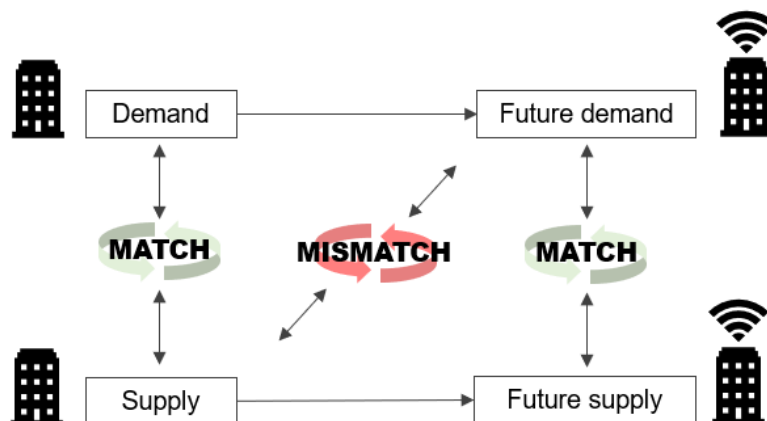 Demand
Future demand
MATCH
MISMATCH
MATCH
Supply
Future supply